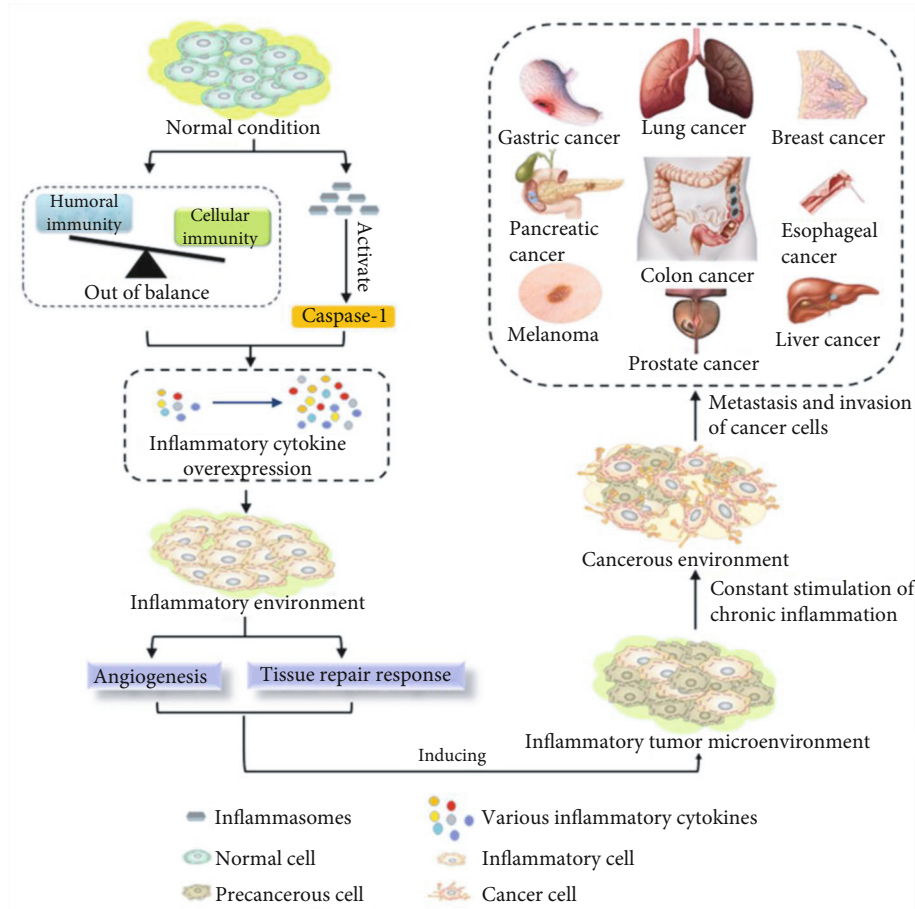 Normal condition
Humoral
immunity
Cellular
immunity
Out of balance
Activate
Caspase-1
Inflammatory cytokine
overexpression
Inflammatory environment
Angiogenesis
Tissue repair response
Inducing
Inflammatory tumor microenvironment
Constant stimulation of
chronic inflammation
Cancerous environment
Metastasis and invasion
of cancer cells
Gastric cancer
Lung cancer
Breast cancer
Pancreatic
cancer
Colon cancer
Esophageal
cancer
Melanoma
Prostate cancer
Liver cancer
Inflammasomes
Various inflammatory cytokines
Normal cell
Inflammatory cell
Precancerous cell
Cancer cell